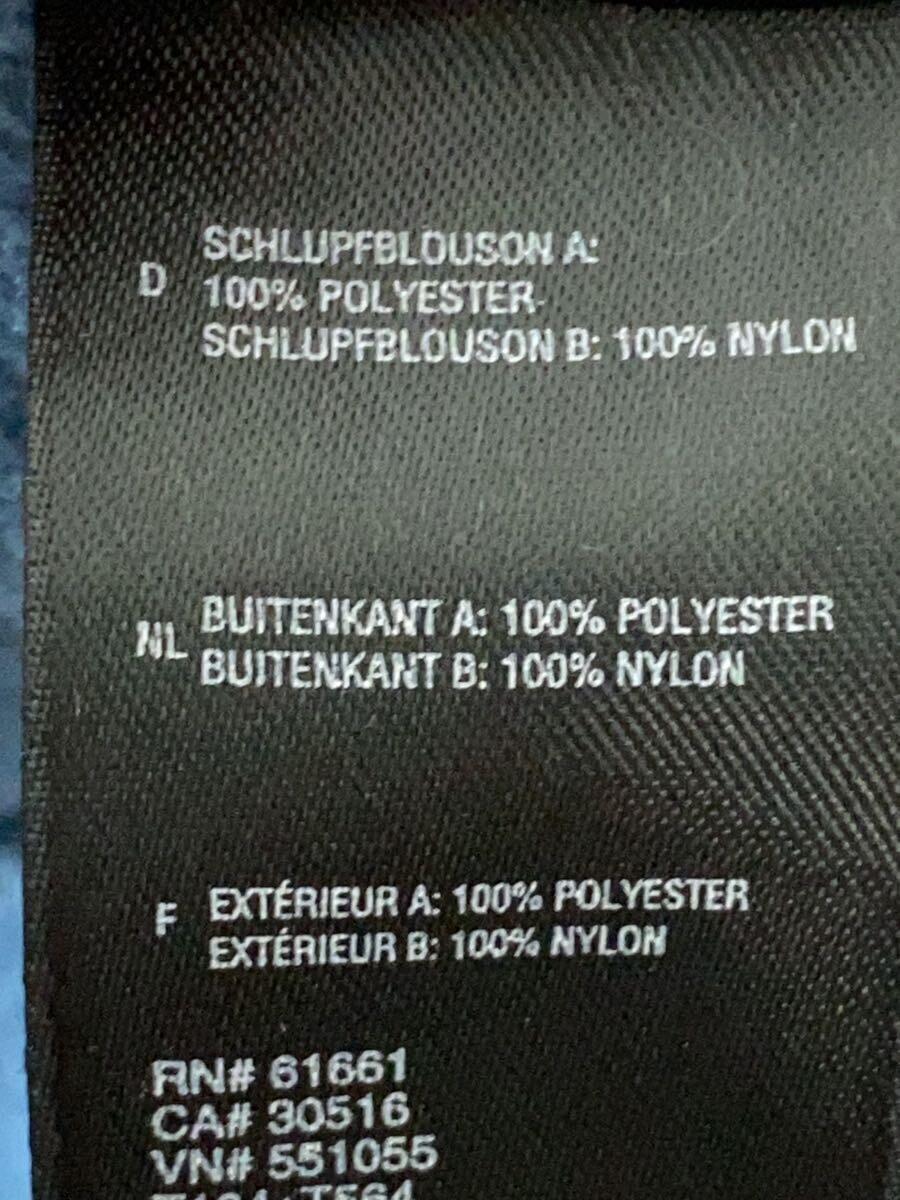 D
SCHLUPFBLOUSON A:
100% POLYESTER
SCHLUPFBLOUSON B: 100% NYLON
NL
BUITENKANT A: 100% POLYESTER
BUITENKANT B: 100% NYLON
F
EXTÉRIEUR A: 100% POLYESTER
EXTÉRIEUR B: 100% NYLON
RN# 61661
CA# 30516
VN# 551055